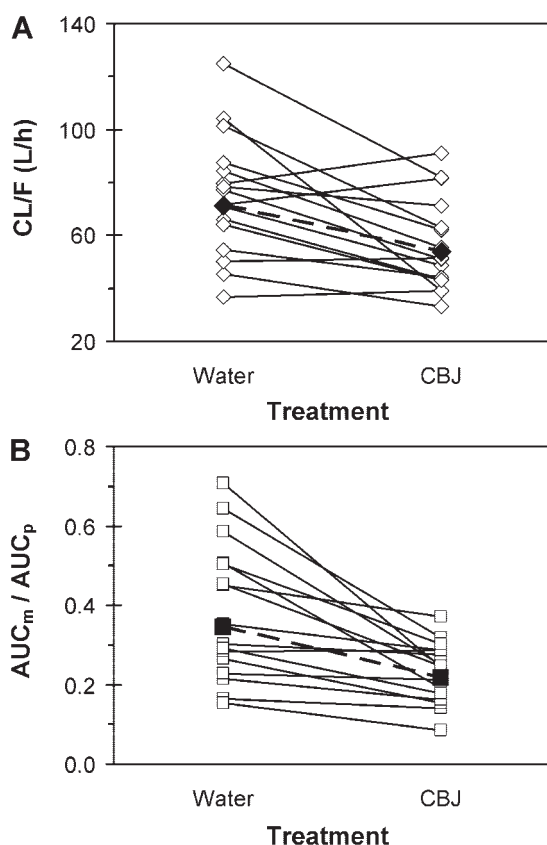 A
CL/F (L/h)
140
100
60
20
Water CBJ
Treatment
B
AUCm / AUCp
0.8
0.6
0.4
0.2
0.0
Water CBJ
Treatment